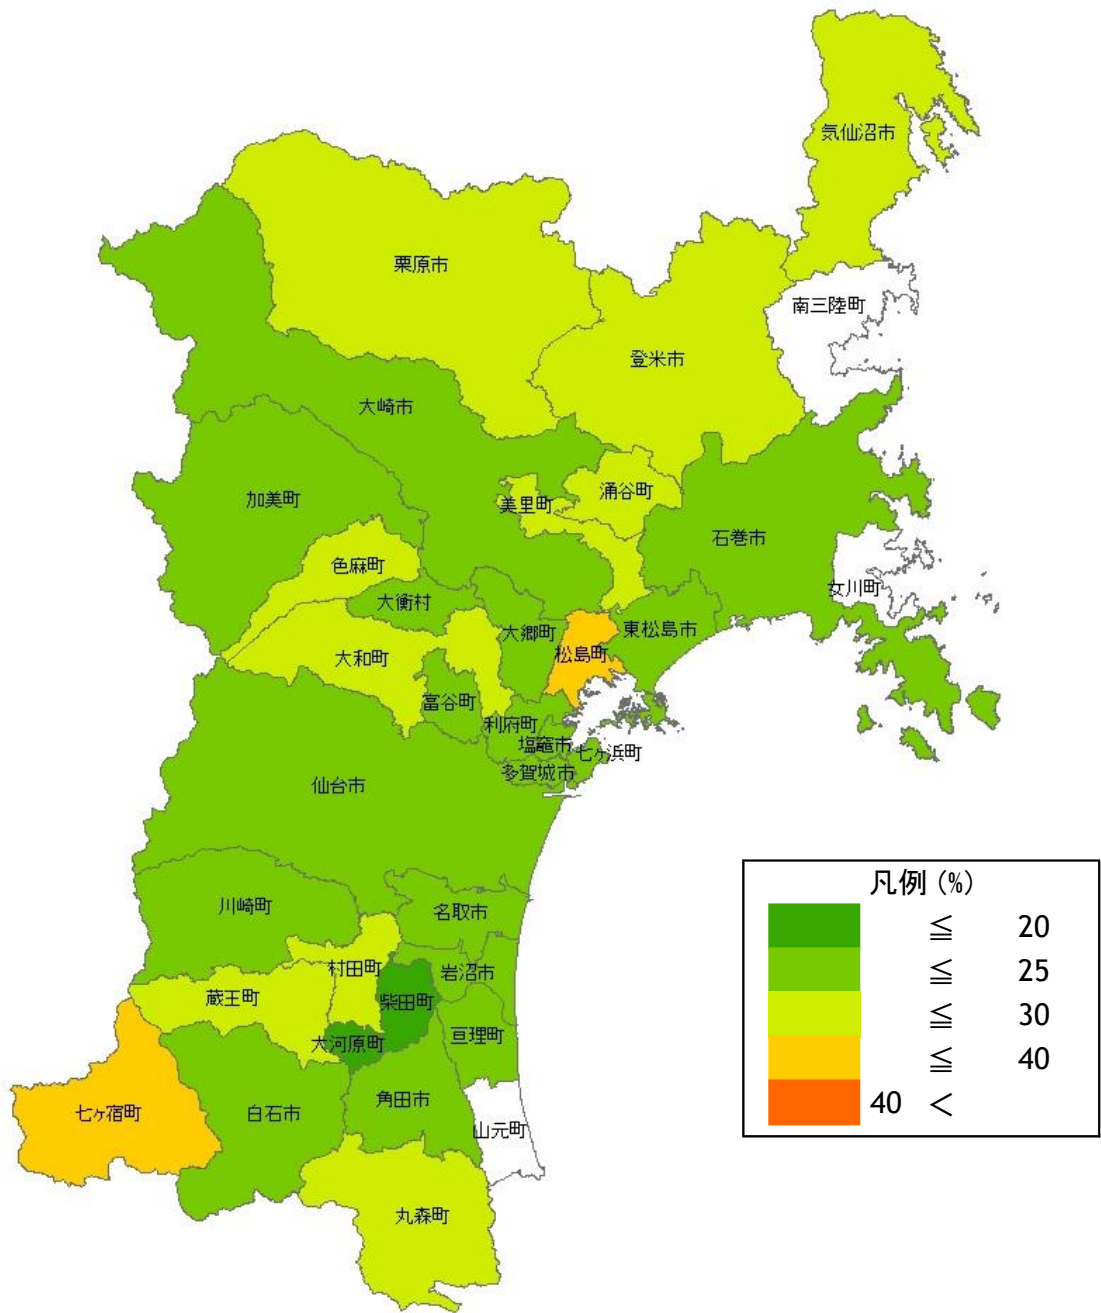 気仙沼市
栗原市
南三陸町
登米市
大崎市
加美町
美里町
涌谷町
石巻市
色麻町
女川町
大衡村
大郷町
東松島市
松島町
大和町
富谷町
利府町
塩竈市
七ヶ浜町
多賀城市
仙台市
川崎町
名取市
村田町
岩沼市
蔵王町
柴田町
亘理町
大河原町
七ヶ宿町
白石市
角田市
山元町
丸森町
凡例 (%)
≦ 20
≦ 25
≦ 30
≦ 40
40 <